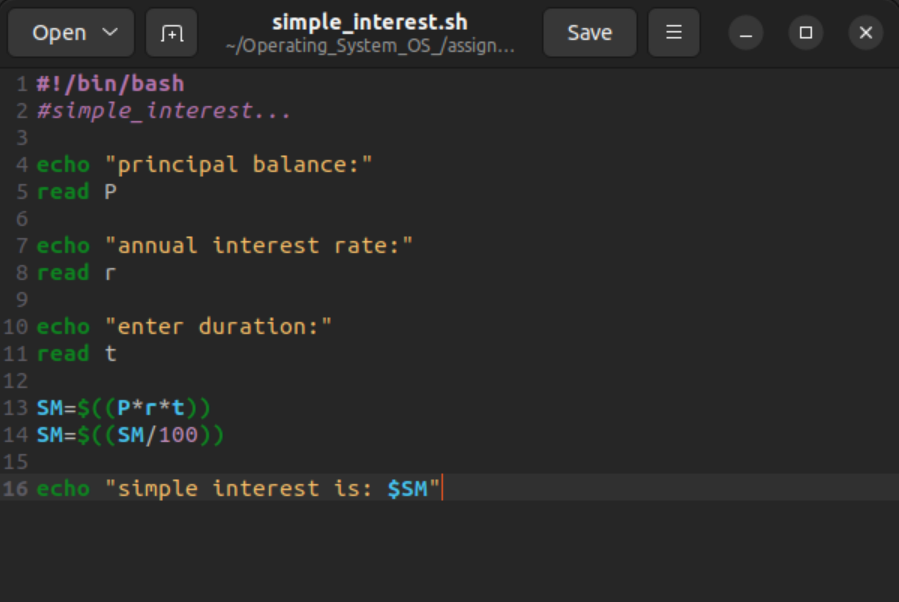 Open
simple_interest.sh
~/Operating_System_OS_/assign...
Save
1 #!/bin/bash
2 #simple_interest...
3
4 echo "principal balance:"
5 read P
6
7 echo "annual interest rate:"
8 read r
9
10 echo "enter duration:"
11 read t
12
13 SM=$((P*r*t))
14 SM=$((SM/100))
15
16 echo "simple interest is: $SM"